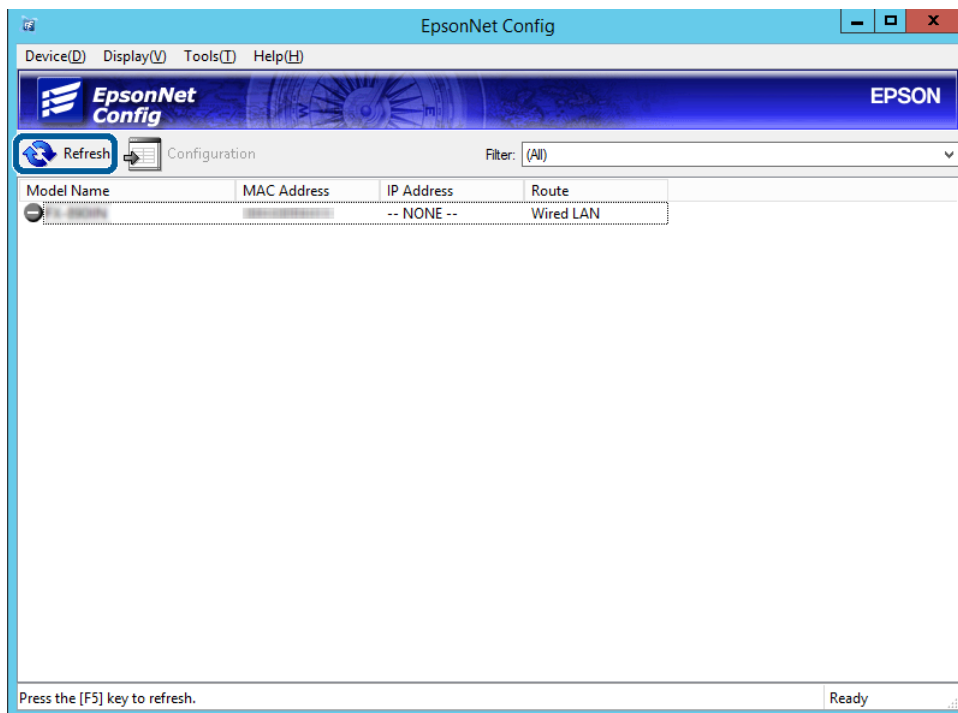 EpsonNet Config
Device(D) Display(V) Tools(T) Help(H)
EpsonNet
Config
EPSON
Refresh Configuration Filter: (All)
Model Name MAC Address IP Address Route
-- NONE -- Wired LAN
Press the [F5] key to refresh. Ready